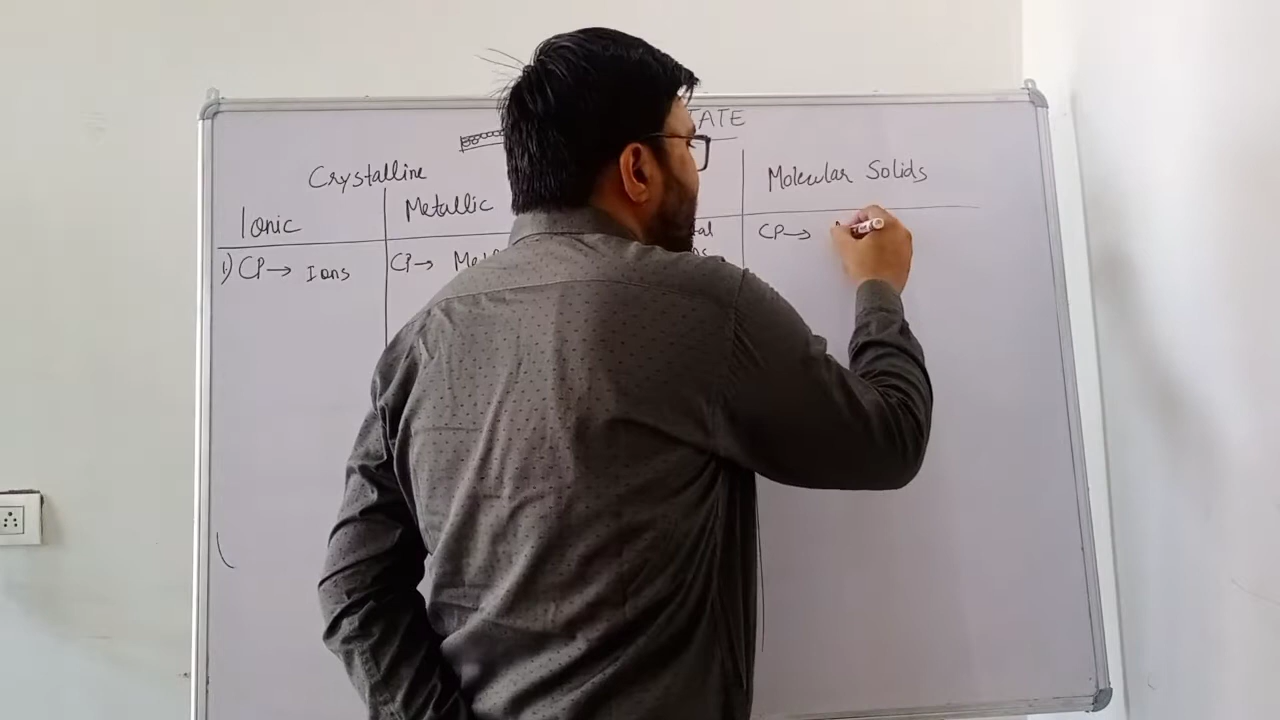 TATE
Crystalline
Molecular Solids
Ionic
Metallic
1) CP→ Ions
CP→
CP→